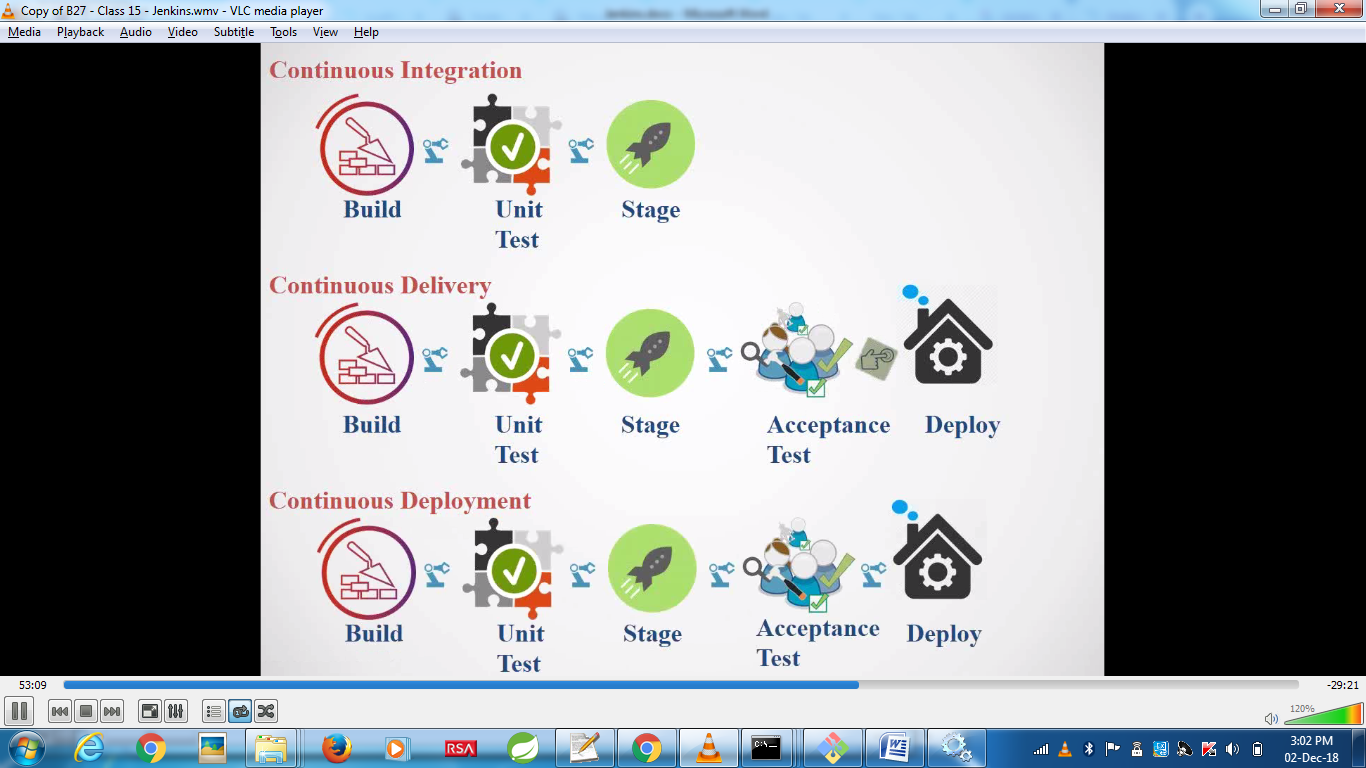 Copy of B27 - Class 15 - Jenkins.wmv - VLC media player
Media Playback Audio Video Subtitle Tools View Help
Continuous Integration
Build Unit Test Stage
Continuous Delivery
Build Unit Test Stage Acceptance Test Deploy
Continuous Deployment
Build Unit Test Stage Acceptance Test Deploy
53:09 -29:21
120%
RSA
C:\
3:02 PM
02-Dec-18